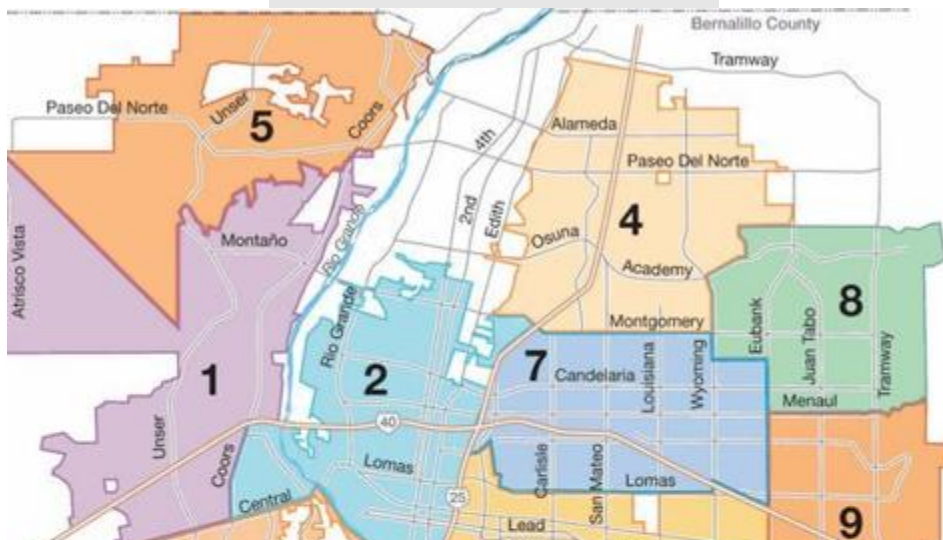 Bernalillo County
Tramway
Paseo Del Norte
Unser
5
Coors
4th
Alameda
Paseo Del Norte
2nd
Edith
Osuna
4
Academy
Atrisco Vista
Montaño
Rio Grande
Rio Grande
Montgomery
Eubank
Juan Tabo
8
Tramway
1
2
7
Candelaria
Louisiana
Wyoming
Menaul
40
Unser
Coors
Lomas
Carlisle
San Mateo
Lomas
Central
25
Lead
9